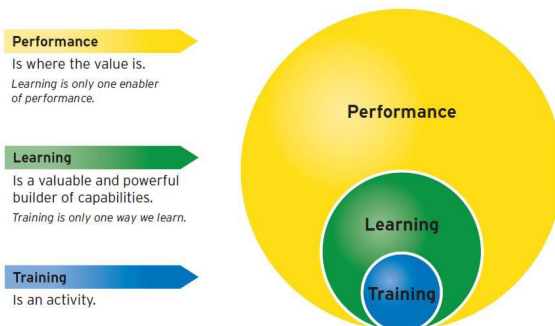 Performance
Is where the value is.
Learning is only one enabler
of performance.
Learning
Is a valuable and powerful
builder of capabilities.
Training is only one way we learn.
Training
Is an activity.
Performance
Learning
Training